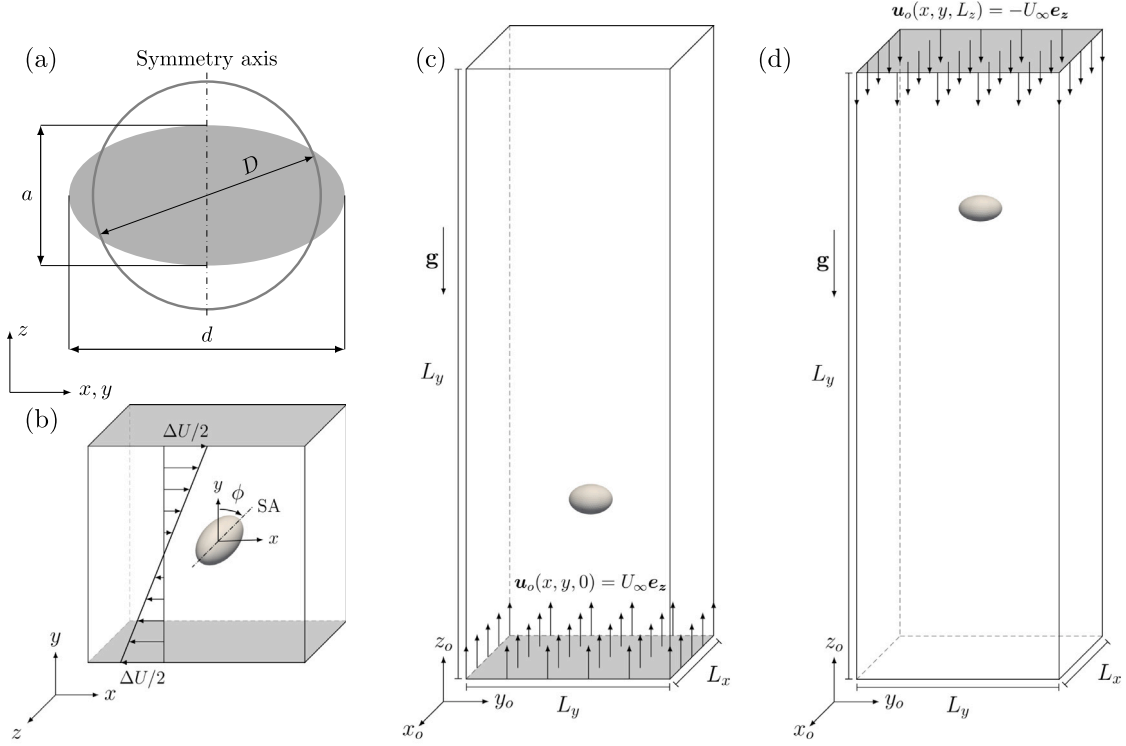 (a)
Symmetry axis
D
a
d
z
x, y
(b)
ΔU/2
y
ϕ
SA
x
ΔU/2
y
x
z
(c)
g
L_y
u_o(x, y, 0) = U_∞e_z
z_o
y_o
x_o
L_y
L_x
(d)
u_o(x, y, L_z) = −U_∞e_z
g
L_y
z_o
y_o
x_o
L_y
L_x